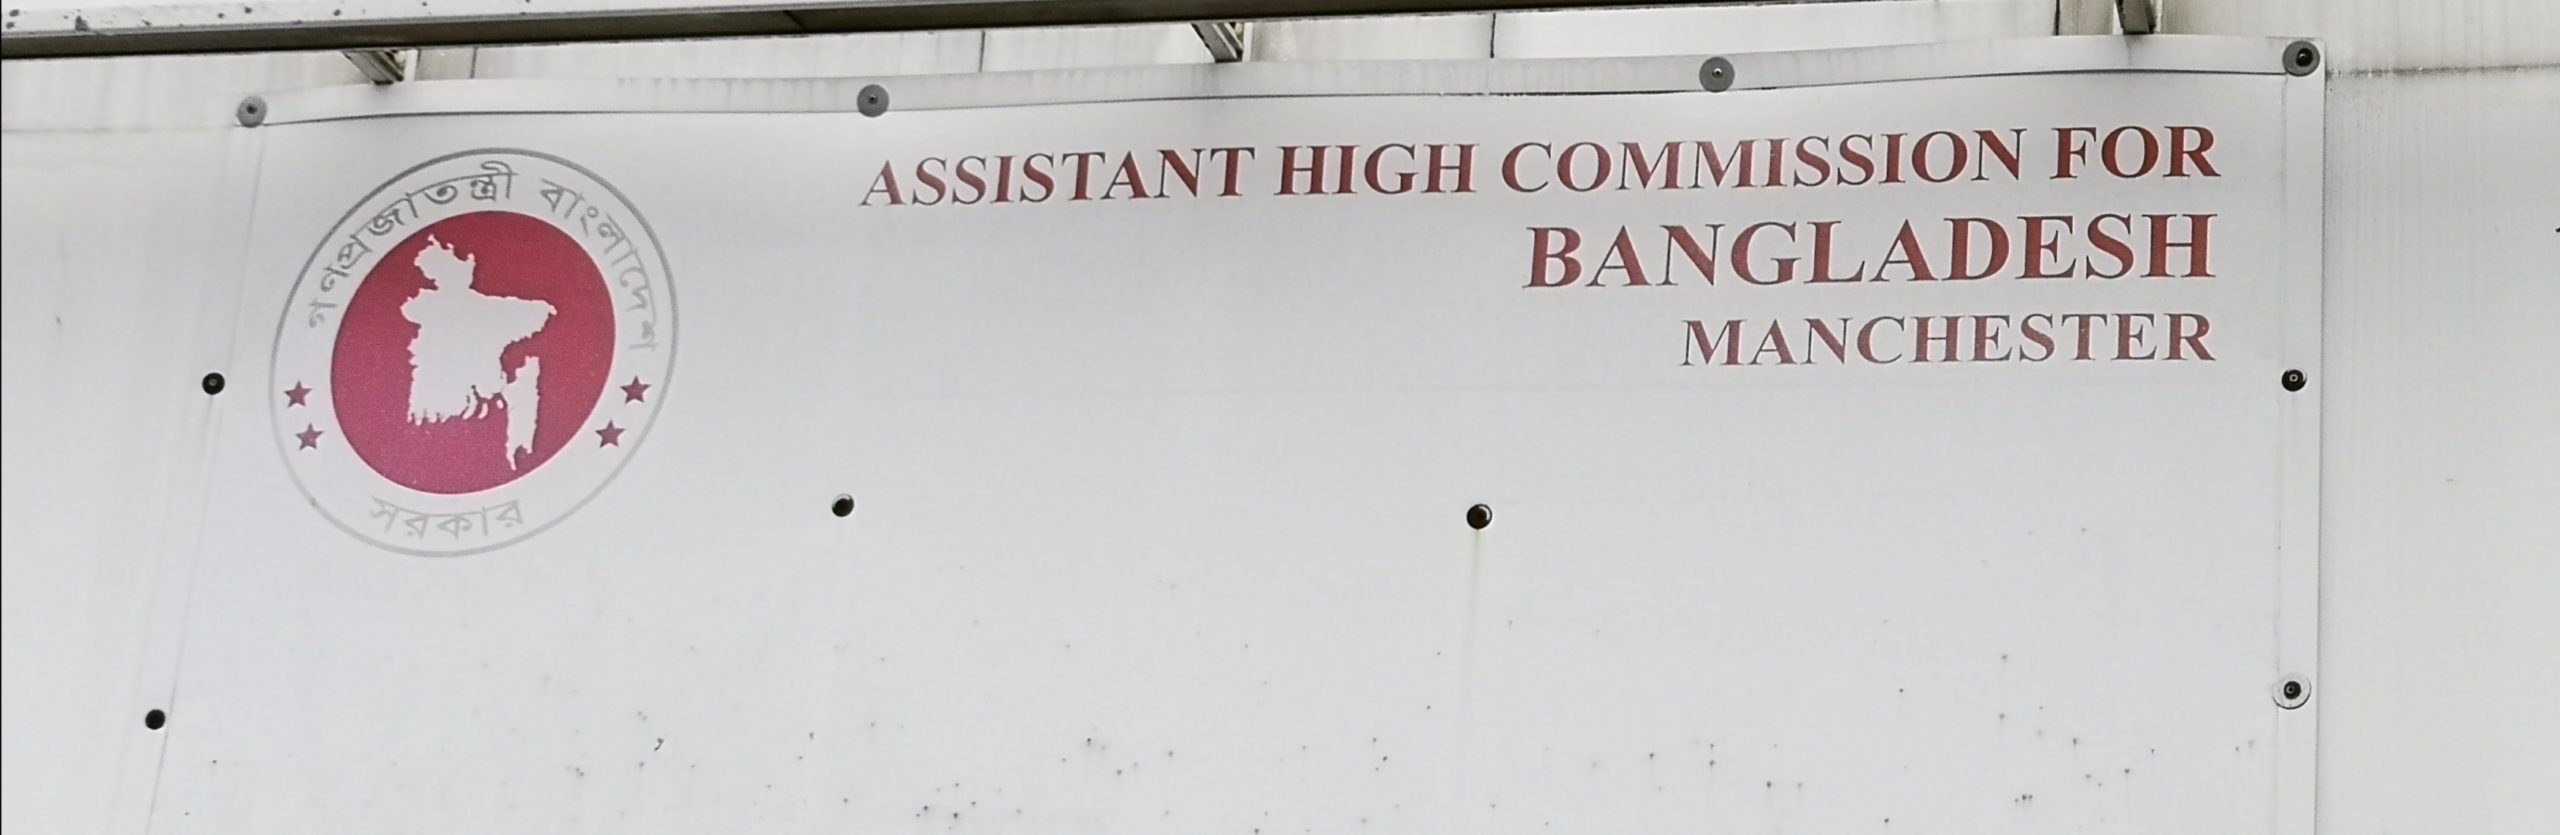 গণপ্রজাতন্ত্রী বাংলাদেশ
সরকার
ASSISTANT HIGH COMMISSION FOR
BANGLADESH
MANCHESTER